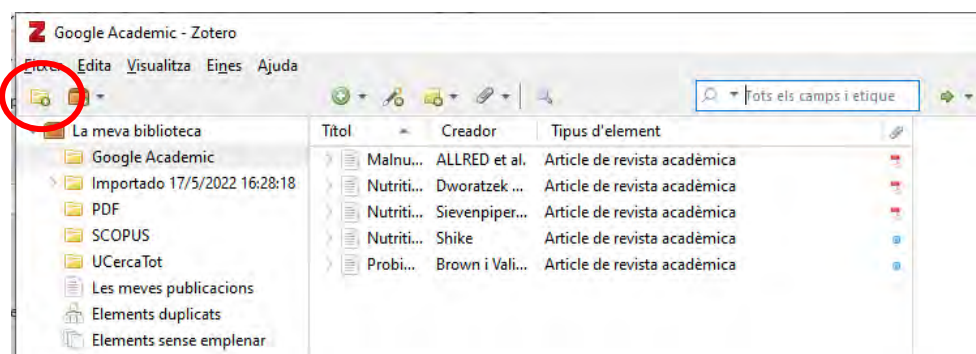 Google Academic - Zotero
Fitxer Edita Visualitza Eines Ajuda
Tots els camps i etique
La meva biblioteca
Google Academic
Importado 17/5/2022 16:28:18
PDF
SCOPUS
UCercaTot
Les meves publicacions
Elements duplicats
Elements sense emplenar
Títol Creador Tipus d'element
Malnu... ALLRED et al. Article de revista acadèmica
Nutriti... Dworatzek ... Article de revista acadèmica
Nutriti... Sievenpiper... Article de revista acadèmica
Nutriti... Shike Article de revista acadèmica
Probi... Brown i Vali... Article de revista acadèmica